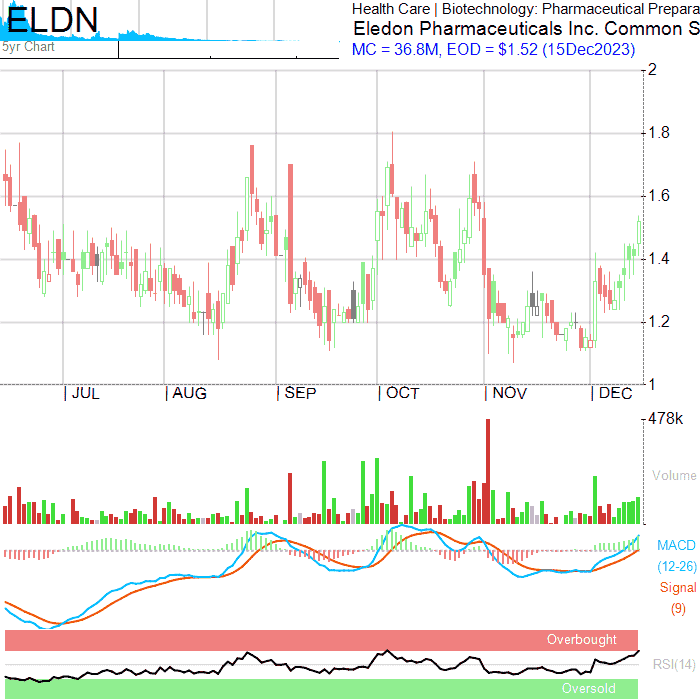 ELDN
5yr Chart
Health Care | Biotechnology: Pharmaceutical Prepara
Eledon Pharmaceuticals Inc. Common S
MC = 36.8M, EOD = $1.52 (15Dec2023)
2
1.8
1.6
1.4
1.2
1
JUL
AUG
SEP
OCT
NOV
DEC
478k
Volume
MACD
(12-26)
Signal
(9)
Overbought
RSI(14)
Oversold